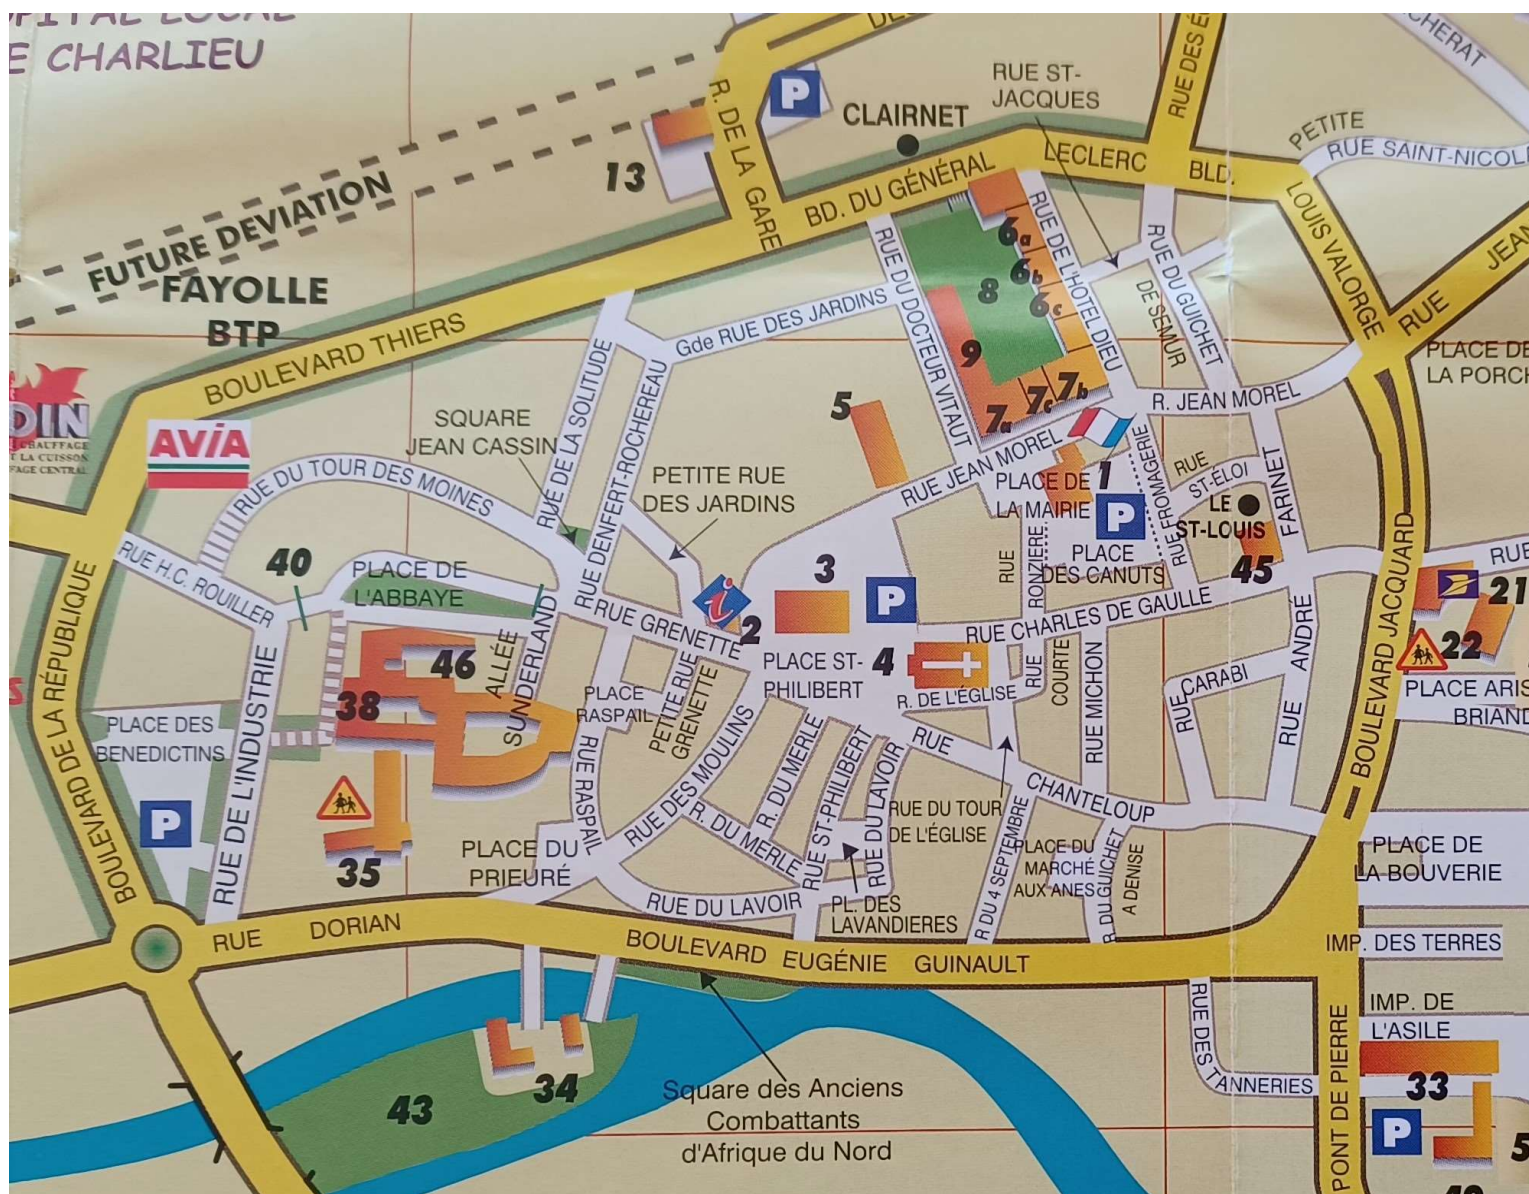 E CHARLIEU
R. DE LA GARE
P
CLAIRNET
RUE ST-
JACQUES
PETITE
RUE SAINT-NICOL
13
BD. DU GÉNÉRAL
LECLERC
BLD.
LOUIS VALORGE
FUTURE DEVIATION
FAYOLLE
BTP
BOULEVARD THIERS
RUE DU DOCTEUR VITAUT
6a
6b
6c
8
9
7a
7c
7b
RUE DE L'HOTEL DIEU
RUE DU GUICHET
DE SEMUR
RUE
JEAN
PLACE DE
LA PORCH
Gde RUE DES JARDINS
DIN
CHAUFFAGE
T LA CUISSON
FAGE CENTRAL
AVIA
SQUARE
JEAN CASSIN
RUE DE LA SOLITUDE
RUE DENFERT-ROCHEREAU
PETITE RUE
DES JARDINS
5
R. JEAN MOREL
RUE JEAN MOREL
RUE DU TOUR DES MOINES
PLACE DE
LA MAIRIE
1
P
RUE FROMAGERIE
RUE
ST-ÉLOI
LE
ST-LOUIS
FARINET
45
PLACE
DES CANUTS
RUE
RONZIERE
RUE H.C. ROUILLER
40
PLACE DE
L'ABBAYE
RUE GRENETTE
i
2
3
P
RUE CHARLES DE GAULLE
BOULEVARD JACQUARD
RUE
21
22
PLACE ARIS
BRIAND
BOULEVARD DE LA RÉPUBLIQUE
RUE DE L'INDUSTRIE
46
38
ALLÉE
SUNDERLAND
PLACE
RASPAIL
PETITE RUE
GRENETTE
PLACE ST-
PHILIBERT
4
R. DE L'ÉGLISE
RUE
COURTE
RUE MICHON
RUE
CARABI
RUE
ANDRE
PLACE DES
BENEDICTINS
P
35
RUE RASPAIL
RUE DES MOULINS
R. DU MERLE
R. DU MERLE
RUE ST-PHILIBERT
RUE DU LAVOIR
RUE
CHANTELOUP
RUE DU TOUR
DE L'ÉGLISE
R DU 4 SEPTEMBRE
PLACE DU
MARCHÉ
AUX ANES
R. DU GUICHET
A DENISE
PLACE DE
LA BOUVERIE
PLACE DU
PRIEURÉ
RUE DU LAVOIR
PL. DES
LAVANDIERES
RUE DORIAN
BOULEVARD EUGÉNIE GUINAULT
IMP. DES TERRES
IMP. DE
L'ASILE
RUE DES TANNERIES
PONT DE PIERRE
33
P
34
43
Square des Anciens
Combattants
d'Afrique du Nord